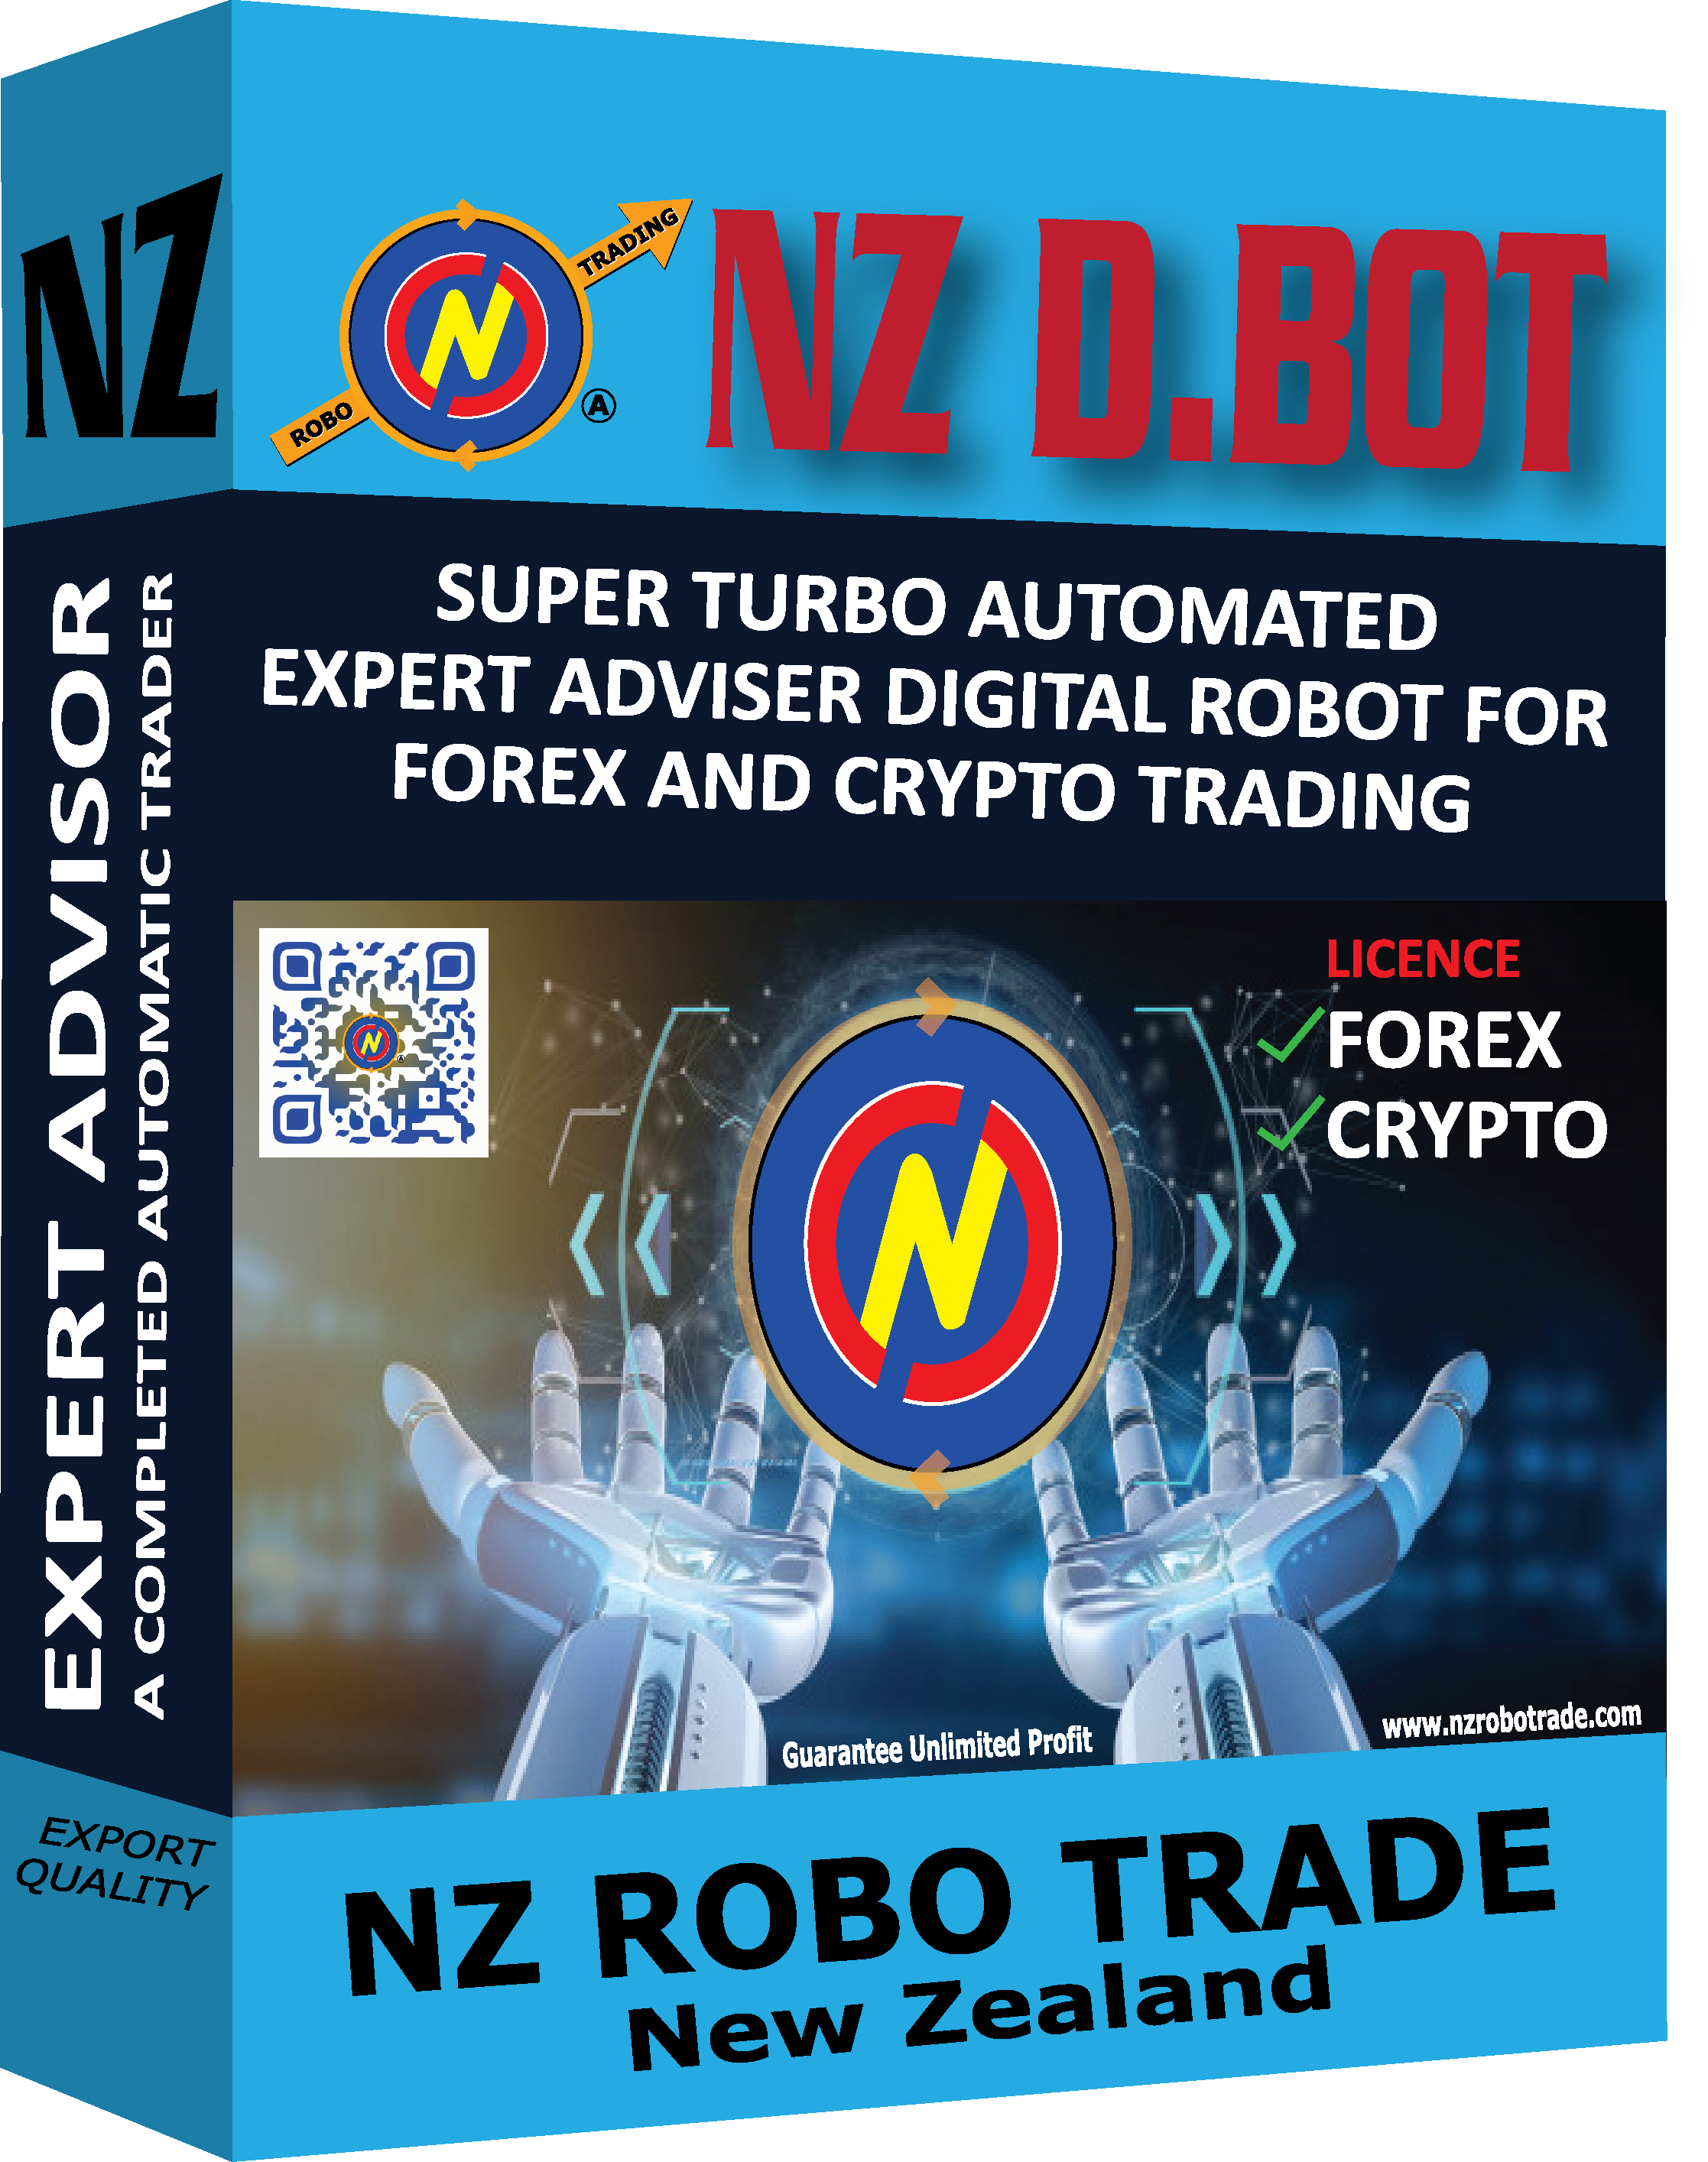 NZ
EXPERT ADVISOR
A COMPLETED AUTOMATIC TRADER
EXPORT
QUALITY
ROBO
TRADING
N
A
NZ D.BOT
SUPER TURBO AUTOMATED
EXPERT ADVISER DIGITAL ROBOT FOR
FOREX AND CRYPTO TRADING
N
LICENCE
FOREX
CRYPTO
N
Guarantee Unlimited Profit
www.nzrobotrade.com
NZ ROBO TRADE
New Zealand